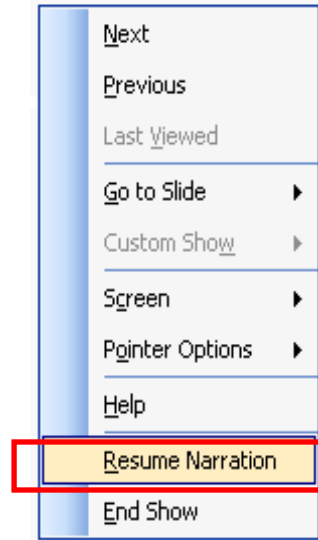 Next
Previous
Last Viewed
Go to Slide
Custom Show
Screen
Pointer Options
Help
Resume Narration
End Show